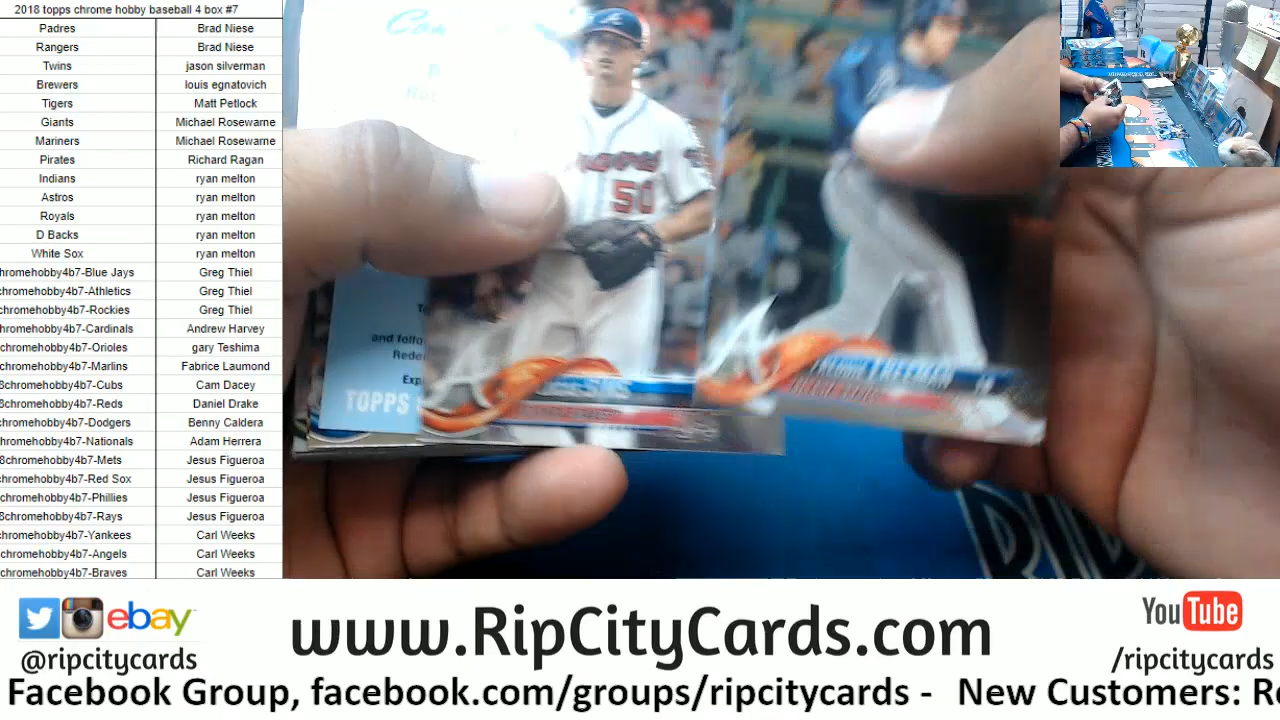 2018 topps chrome hobby baseball 4 box #7
Padres Brad Niese
Rangers Brad Niese
Twins jason silverman
Brewers louis egnatovich
Tigers Matt Petlock
Giants Michael Rosewarne
Mariners Michael Rosewarne
Pirates Richard Ragan
Indians ryan melton
Astros ryan melton
Royals ryan melton
D Backs ryan melton
White Sox ryan melton
hromehobby4b7-Blue Jays Greg Thiel
chromehobby4b7-Athletics Greg Thiel
chromehobby4b7-Rockies Greg Thiel
chromehobby4b7-Cardinals Andrew Harvey
chromehobby4b7-Orioles gary Teshima
chromehobby4b7-Marlins Fabrice Laumond
8chromehobby4b7-Cubs Cam Dacey
8chromehobby4b7-Reds Daniel Drake
chromehobby4b7-Dodgers Benny Caldera
chromehobby4b7-Nationals Adam Herrera
8chromehobby4b7-Mets Jesus Figueroa
chromehobby4b7-Red Sox Jesus Figueroa
chromehobby4b7-Phillies Jesus Figueroa
8chromehobby4b7-Rays Jesus Figueroa
chromehobby4b7-Yankees Carl Weeks
chromehobby4b7-Angels Carl Weeks
chromehobby4b7-Braves Carl Weeks
50
and follo
Rede
Exp
TOPPS
A
A
FREEMAN
RIP
ebay
@ripcitycards
www.RipCityCards.com
YouTube
/ripcitycards
Facebook Group, facebook.com/groups/ripcitycards - New Customers: Re